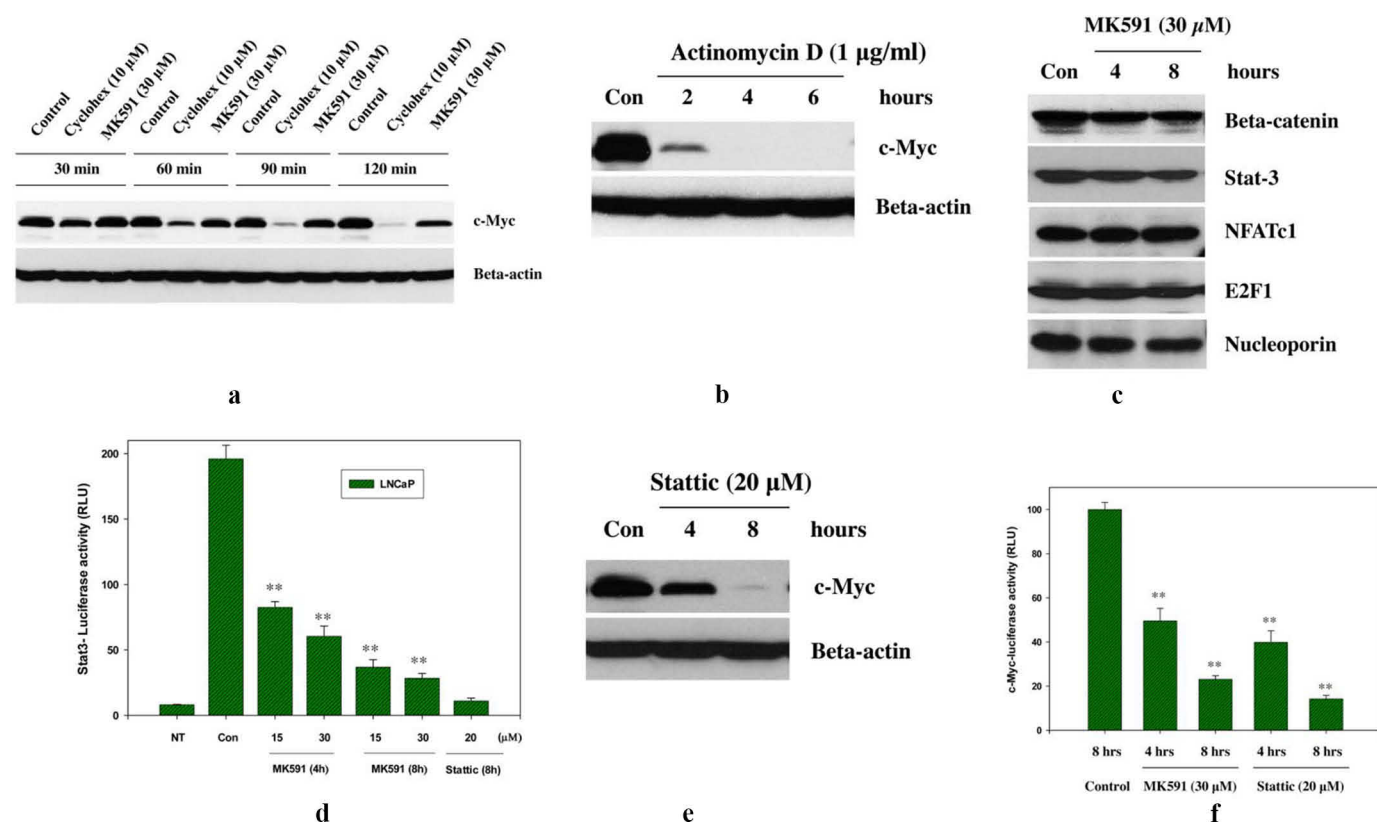 Control
Cyclohex (10 µM)
MK591 (30 µM)
Control
Cyclohex (10 µM)
MK591 (30 µM)
Control
Cyclohex (10 µM)
MK591 (30 µM)
Control
Cyclohex (10 µM)
MK591 (30 µM)
30 min 60 min 90 min 120 min
c-Myc
Beta-actin
a
Actinomycin D (1 µg/ml)
Con 2 4 6 hours
c-Myc
Beta-actin
b
MK591 (30 µM)
Con 4 8 hours
Beta-catenin
Stat-3
NFATc1
E2F1
Nucleoporin
c
Stat3- Luciferase activity (RLU)
200
150
100
50
0
LNCaP
** ** ** **
NT Con 15 30 15 30 20 (µM)
MK591 (4h) MK591 (8h) Stattic (8h)
d
Stattic (20 µM)
Con 4 8 hours
c-Myc
Beta-actin
e
c-Myc-luciferase activity (RLU)
100
80
60
40
20
0
** ** ** **
8 hrs 4 hrs 8 hrs 4 hrs 8 hrs
Control MK591 (30 µM) Stattic (20 µM)
f